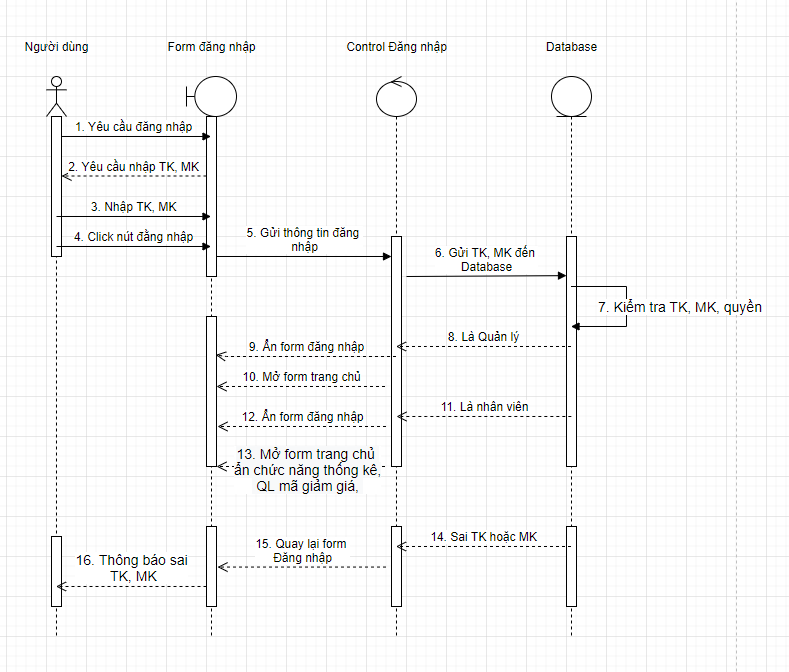 Người dùng
Form đăng nhập
Control Đăng nhập
Database
1. Yêu cầu đăng nhập
2. Yêu cầu nhập TK, MK
3. Nhập TK, MK
4. Click nút đằng nhập
5. Gửi thông tin đăng
nhập
6. Gửi TK, MK đến
Database
7. Kiểm tra TK, MK, quyền
8. Là Quản lý
9. Ẩn form đăng nhập
10. Mở form trang chủ
11. Là nhân viên
12. Ẩn form đăng nhập
13. Mở form trang chủ
ẩn chức năng thống kê,
QL mã giảm giá,
14. Sai TK hoặc MK
15. Quay lại form
Đăng nhập
16. Thông báo sai
TK, MK